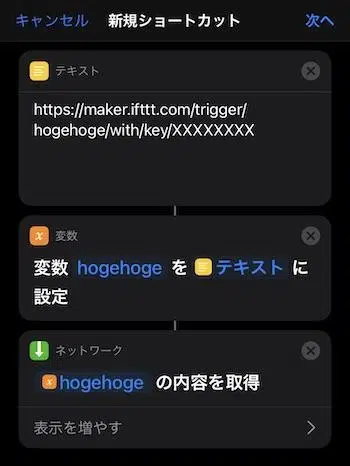 キャンセル 新規ショートカット 次へ
テキスト
https://maker.ifttt.com/trigger/
hogehoge/with/key/XXXXXXXX
変数
変数 hogehoge を テキスト に
設定
ネットワーク
hogehoge の内容を取得
表示を増やす